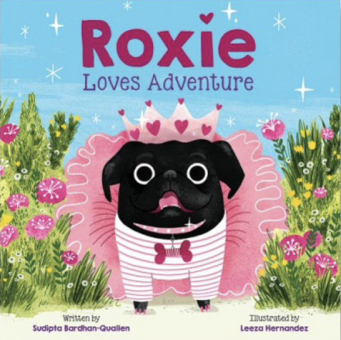 Roxie
Loves Adventure
Written by
Sudipta Bardhan-Quallen
Illustrated by
Leeza Hernandez